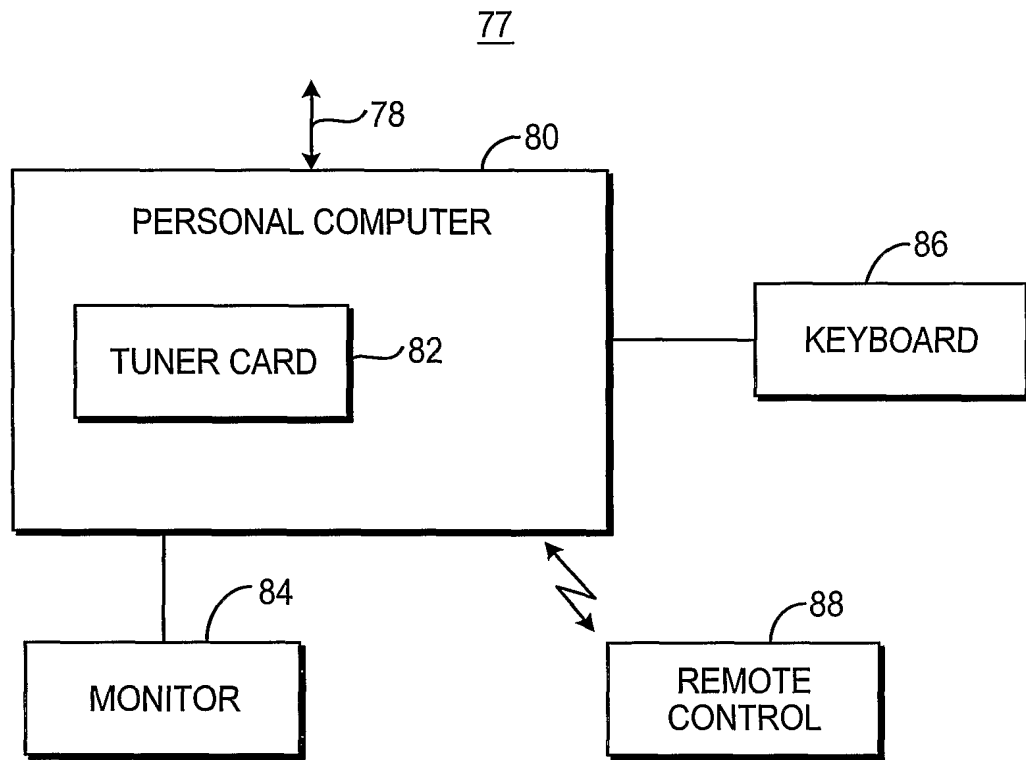 77
78
80
PERSONAL COMPUTER
86
TUNER CARD
82
KEYBOARD
84
88
MONITOR
REMOTE
CONTROL